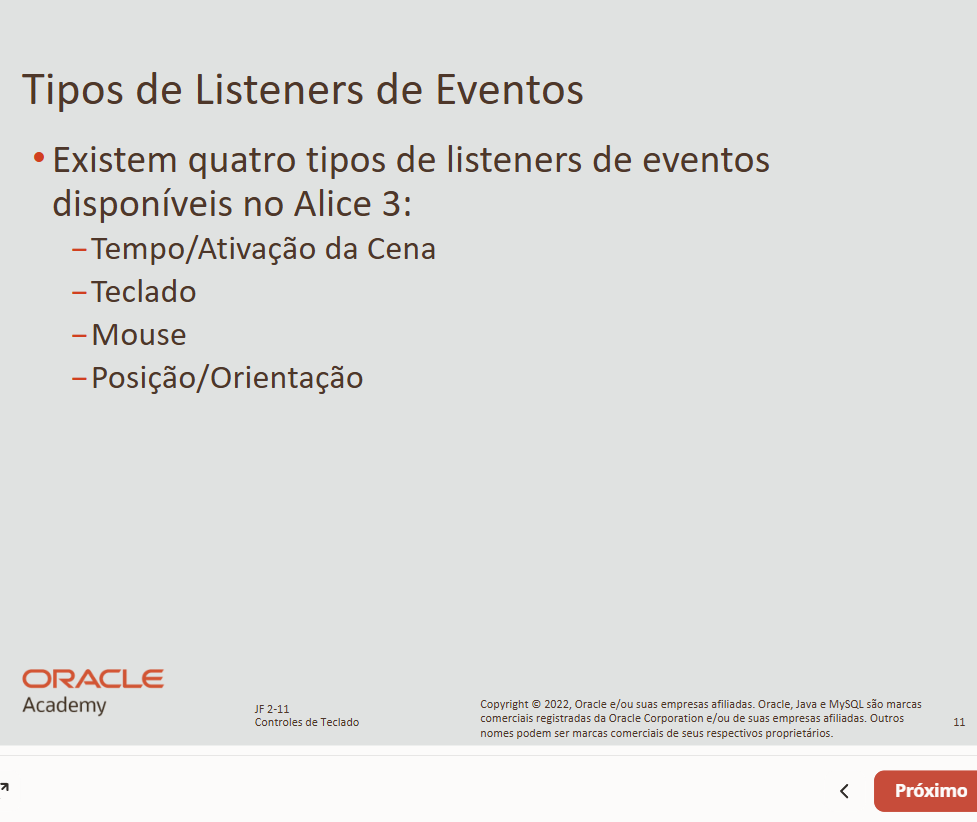 Tipos de Listeners de Eventos
• Existem quatro tipos de listeners de eventos
disponíveis no Alice 3:
–Tempo/Ativação da Cena
–Teclado
–Mouse
–Posição/Orientação
ORACLE
Academy
JF 2-11
Controles de Teclado
Copyright © 2022, Oracle e/ou suas empresas afiliadas. Oracle, Java e MySQL são marcas
comerciais registradas da Oracle Corporation e/ou de suas empresas afiliadas. Outros
nomes podem ser marcas comerciais de seus respectivos proprietários.
11
Próximo